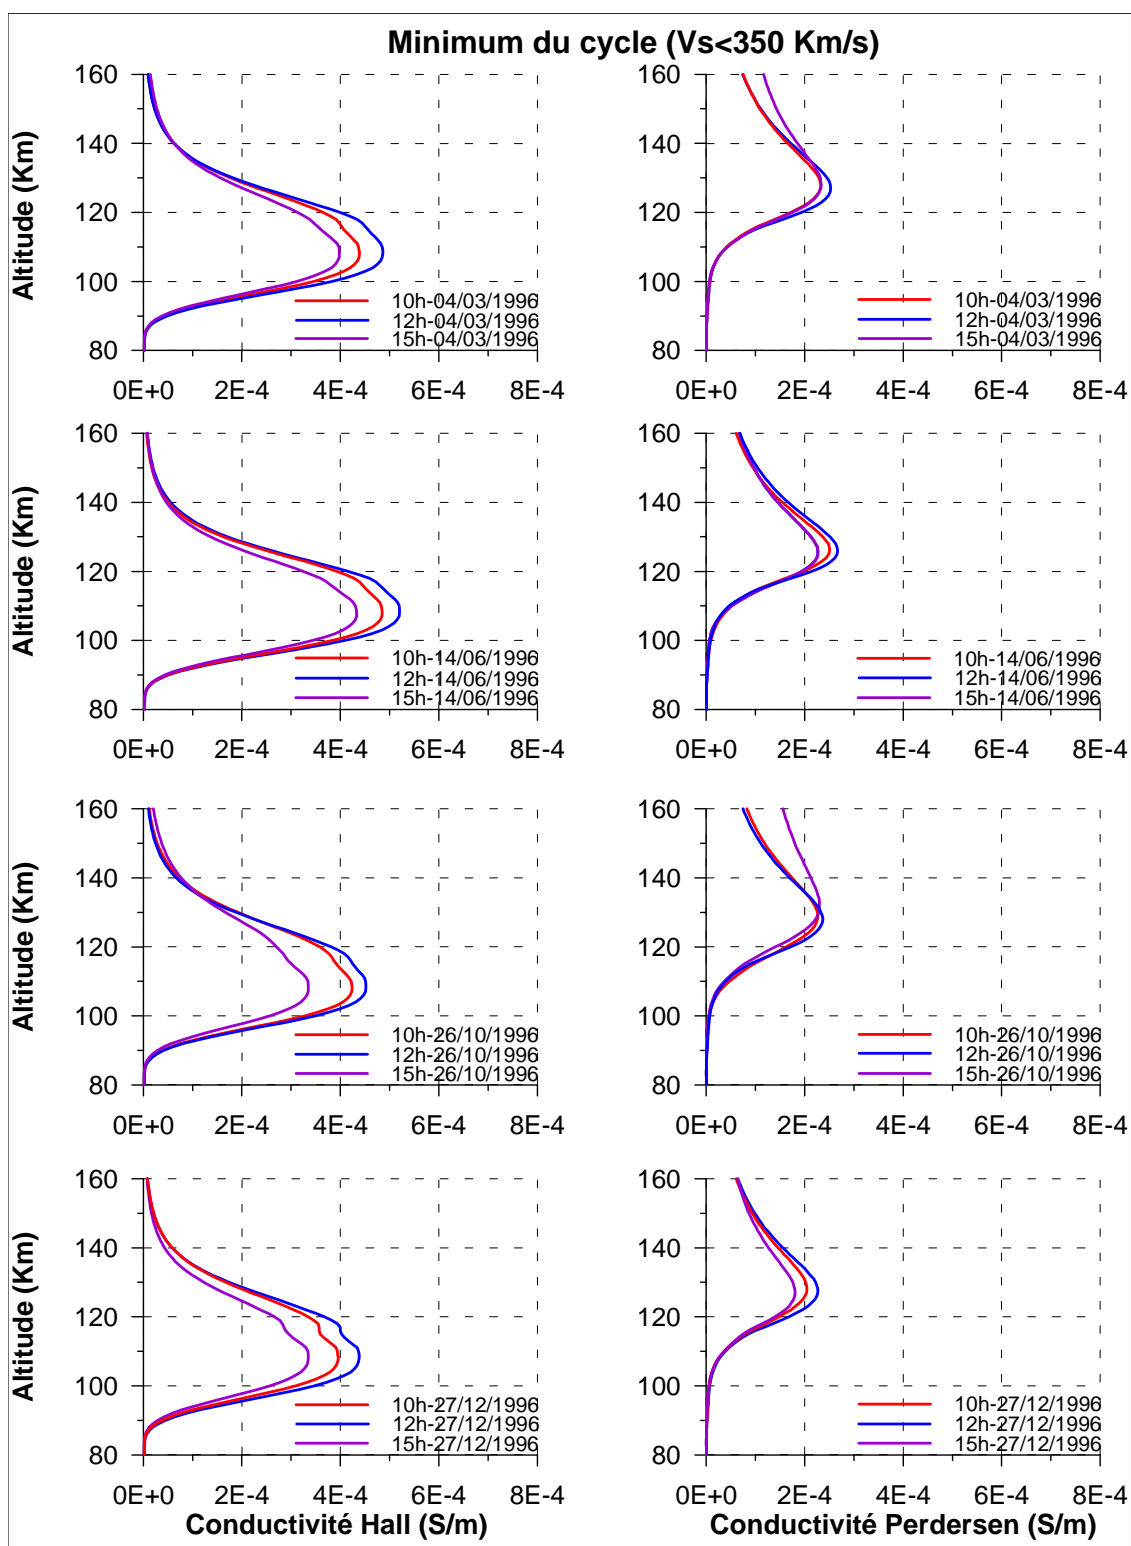 Minimum du cycle (Vs<350 Km/s)
Altitude (Km)
160
140
120
100
80
10h-04/03/1996
12h-04/03/1996
15h-04/03/1996
0E+0 2E-4 4E-4 6E-4 8E-4
160
140
120
100
80
10h-04/03/1996
12h-04/03/1996
15h-04/03/1996
0E+0 2E-4 4E-4 6E-4 8E-4
Altitude (Km)
160
140
120
100
80
10h-14/06/1996
12h-14/06/1996
15h-14/06/1996
0E+0 2E-4 4E-4 6E-4 8E-4
160
140
120
100
80
10h-14/06/1996
12h-14/06/1996
15h-14/06/1996
0E+0 2E-4 4E-4 6E-4 8E-4
Altitude (Km)
160
140
120
100
80
10h-26/10/1996
12h-26/10/1996
15h-26/10/1996
0E+0 2E-4 4E-4 6E-4 8E-4
160
140
120
100
80
10h-26/10/1996
12h-26/10/1996
15h-26/10/1996
0E+0 2E-4 4E-4 6E-4 8E-4
Altitude (Km)
160
140
120
100
80
10h-27/12/1996
12h-27/12/1996
15h-27/12/1996
0E+0 2E-4 4E-4 6E-4 8E-4
Conductivité Hall (S/m)
160
140
120
100
80
10h-27/12/1996
12h-27/12/1996
15h-27/12/1996
0E+0 2E-4 4E-4 6E-4 8E-4
Conductivité Perdersen (S/m)